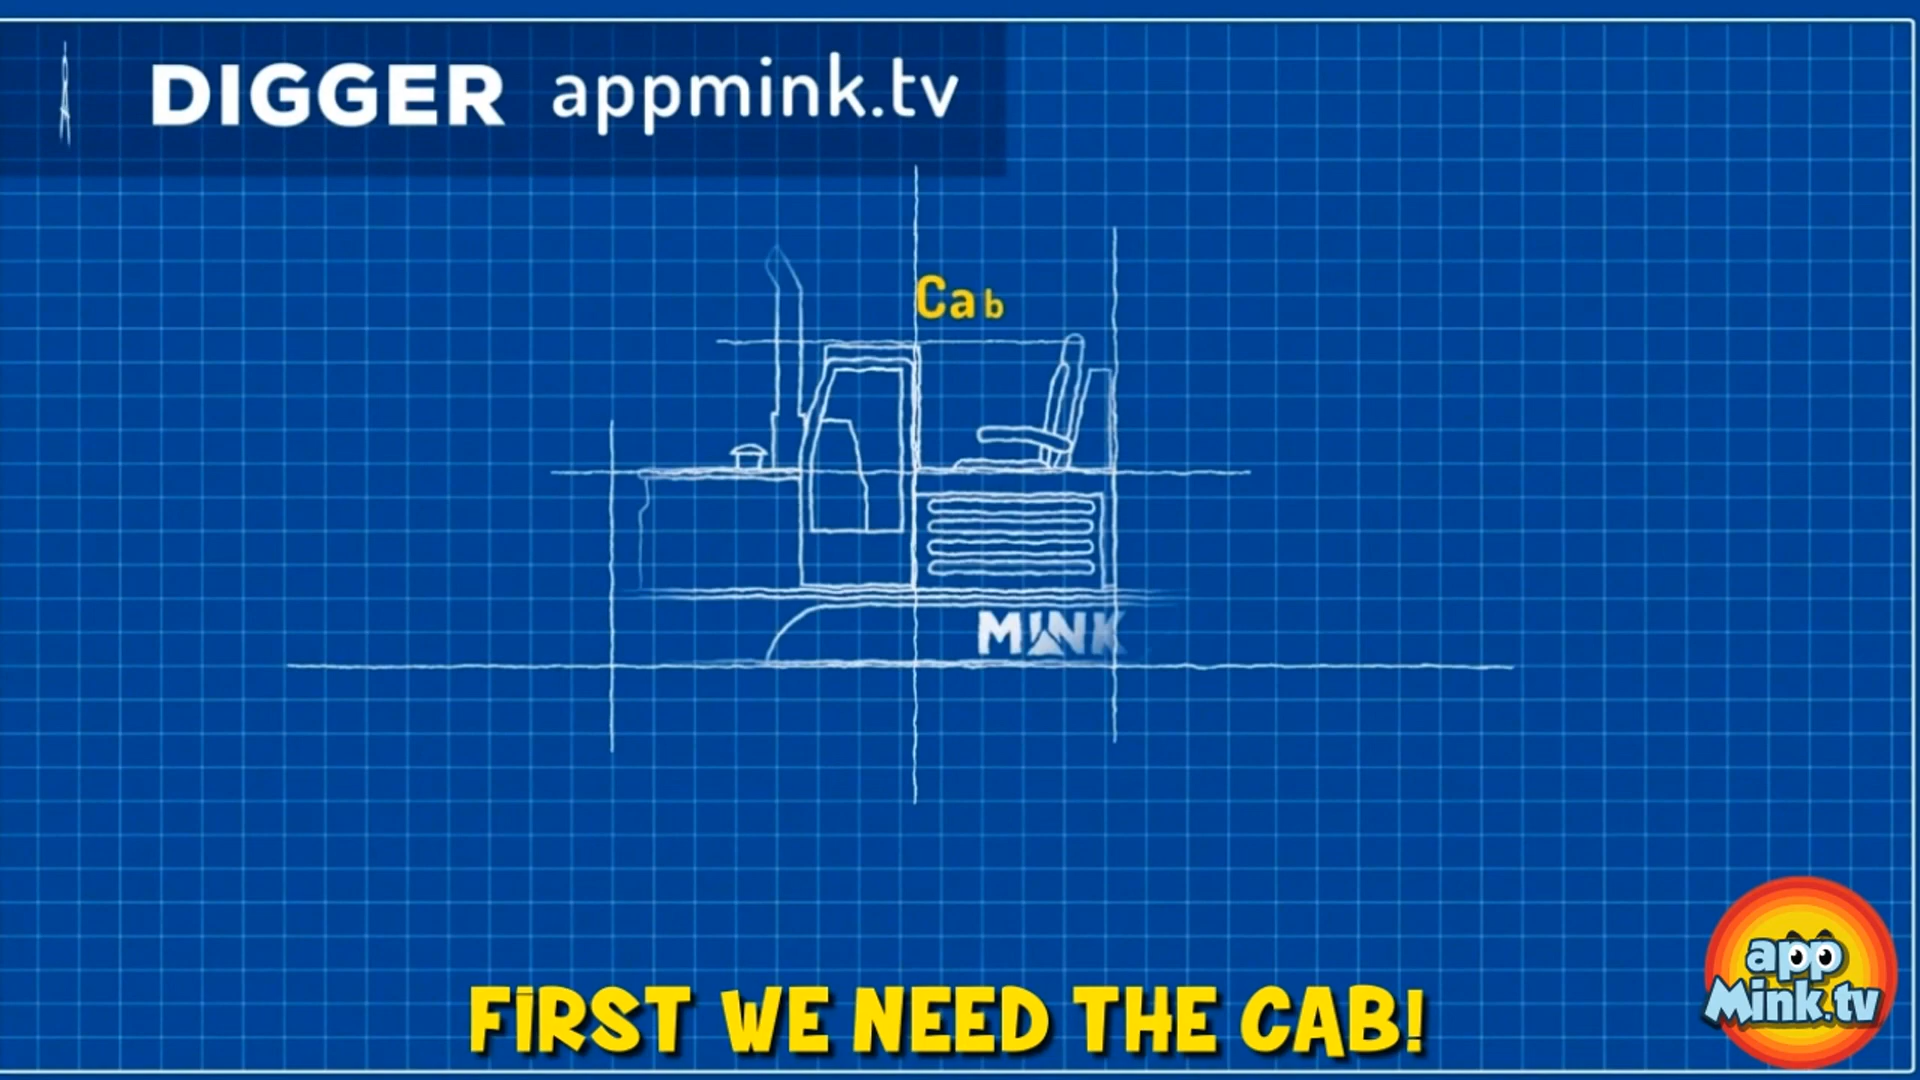 DIGGER appmink.tv
Cab
MINK
FIRST WE NEED THE CAB!
app
Mink.tv